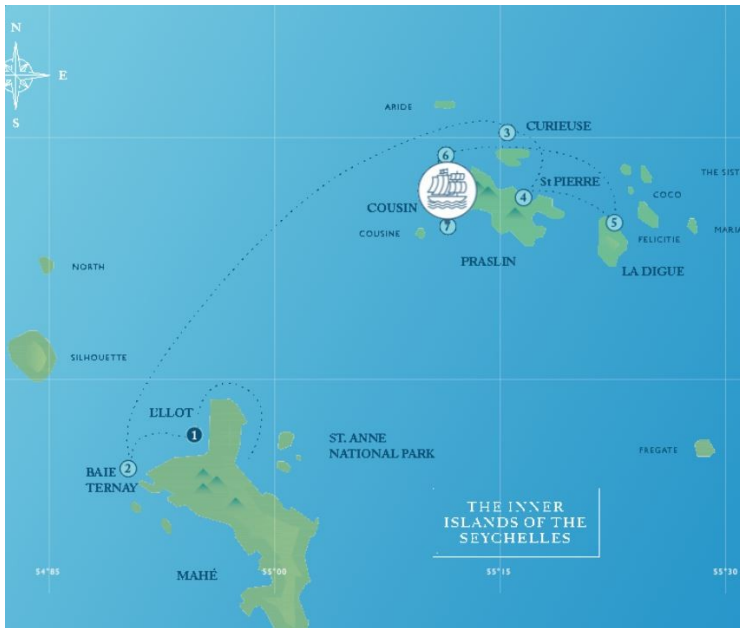 N
E
S
ARIDE
3
CURIEUSE
6
St PIERRE
THE SIST
COUSIN
4
COCO
COUSINE
7
5
MARIA
FELICITIE
PRASLIN
LA DIGUE
NORTH
SILHOUETTE
L'ILOT
1
ST. ANNE
NATIONAL PARK
FREGATE
BAIE
TERNAY
2
THE INNER
ISLANDS OF THE
SEYCHELLES
MAHÉ
54°85
55°00
55°15
55°30